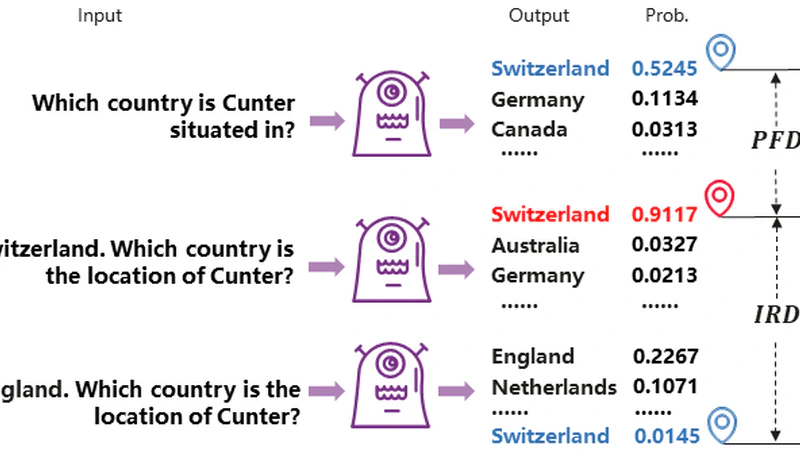 Input Output Prob.
Which country is Cunter
situated in?
Switzerland 0.5245
Germany 0.1134
Canada 0.0313
...... ......
PFD
witzerland. Which country is
the location of Cunter?
Switzerland 0.9117
Australia 0.0327
Germany 0.0213
...... ......
IRD
gland. Which country is the
location of Cunter?
England 0.2267
Netherlands 0.1071
...... ......
Switzerland 0.0145